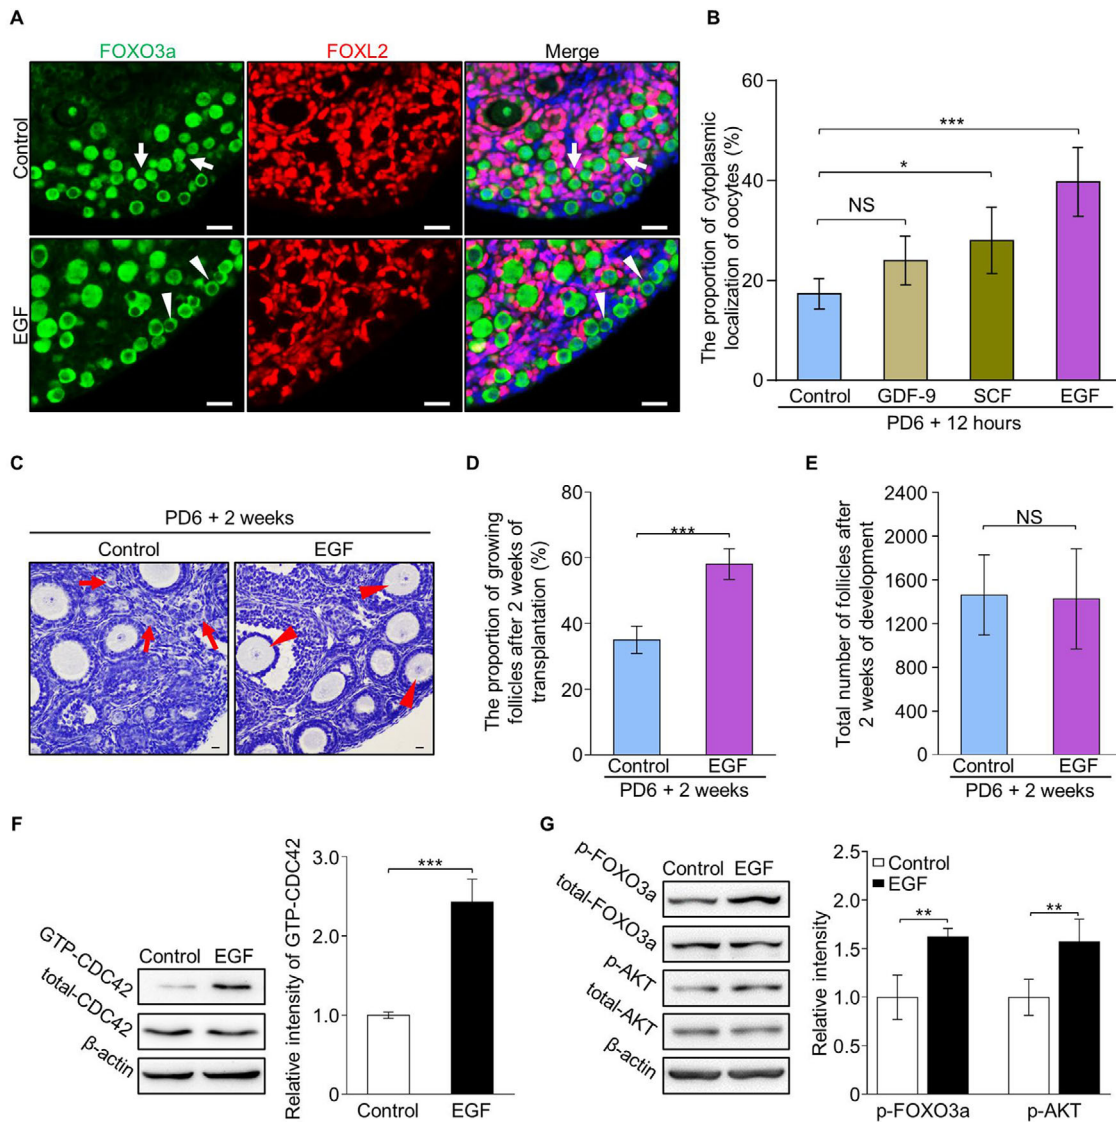 A
FOXO3a
FOXL2
Merge
Control
EGF
B
The proportion of cytoplasmic
localization of oocytes (%)
60
40
20
0
***
*
NS
Control
GDF-9
SCF
EGF
PD6 + 12 hours
C
PD6 + 2 weeks
Control
EGF
D
The proportion of growing
follicles after 2 weeks of
transplantation (%)
80
60
40
20
0
***
Control
EGF
PD6 + 2 weeks
E
Total number of follicles after
2 weeks of development
2400
2000
1600
1200
800
400
0
NS
Control
EGF
PD6 + 2 weeks
F
Control
EGF
GTP-CDC42
total-CDC42
β-actin
Relative intensity of GTP-CDC42
3.0
2.0
1.0
0
***
Control
EGF
G
Control
EGF
p-FOXO3a
total-FOXO3a
p-AKT
total-AKT
β-actin
Relative intensity
2.5
2.0
1.5
1.0
0.5
0
Control
EGF
**
**
p-FOXO3a
p-AKT